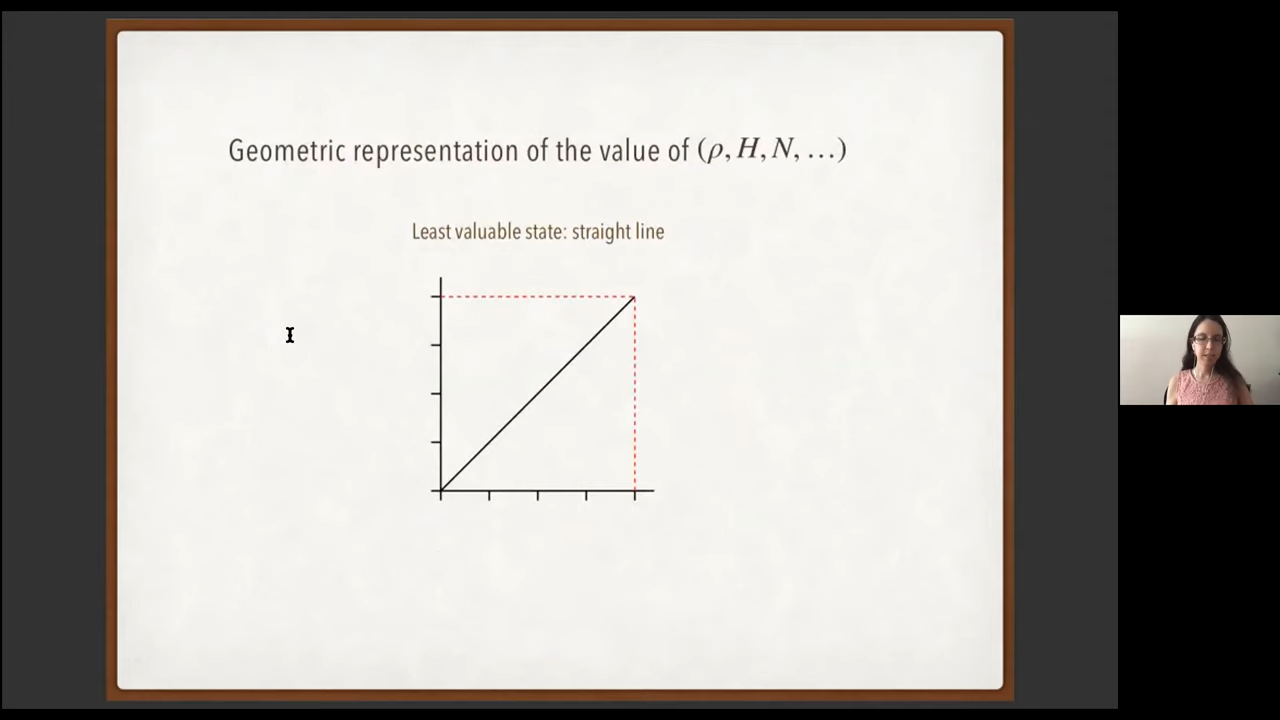 Geometric representation of the value of (ρ, H, N, …)
Least valuable state: straight line